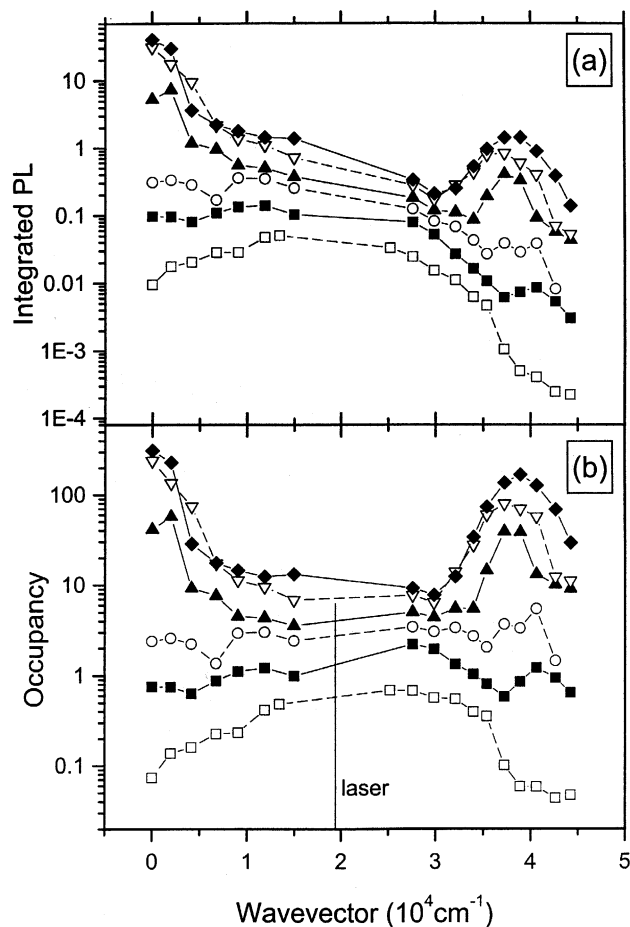 (a)
Integrated PL
10
1
0.1
0.01
1E-3
1E-4
(b)
Occupancy
100
10
1
0.1
laser
0 1 2 3 4 5
Wavevector (10⁴cm⁻¹)